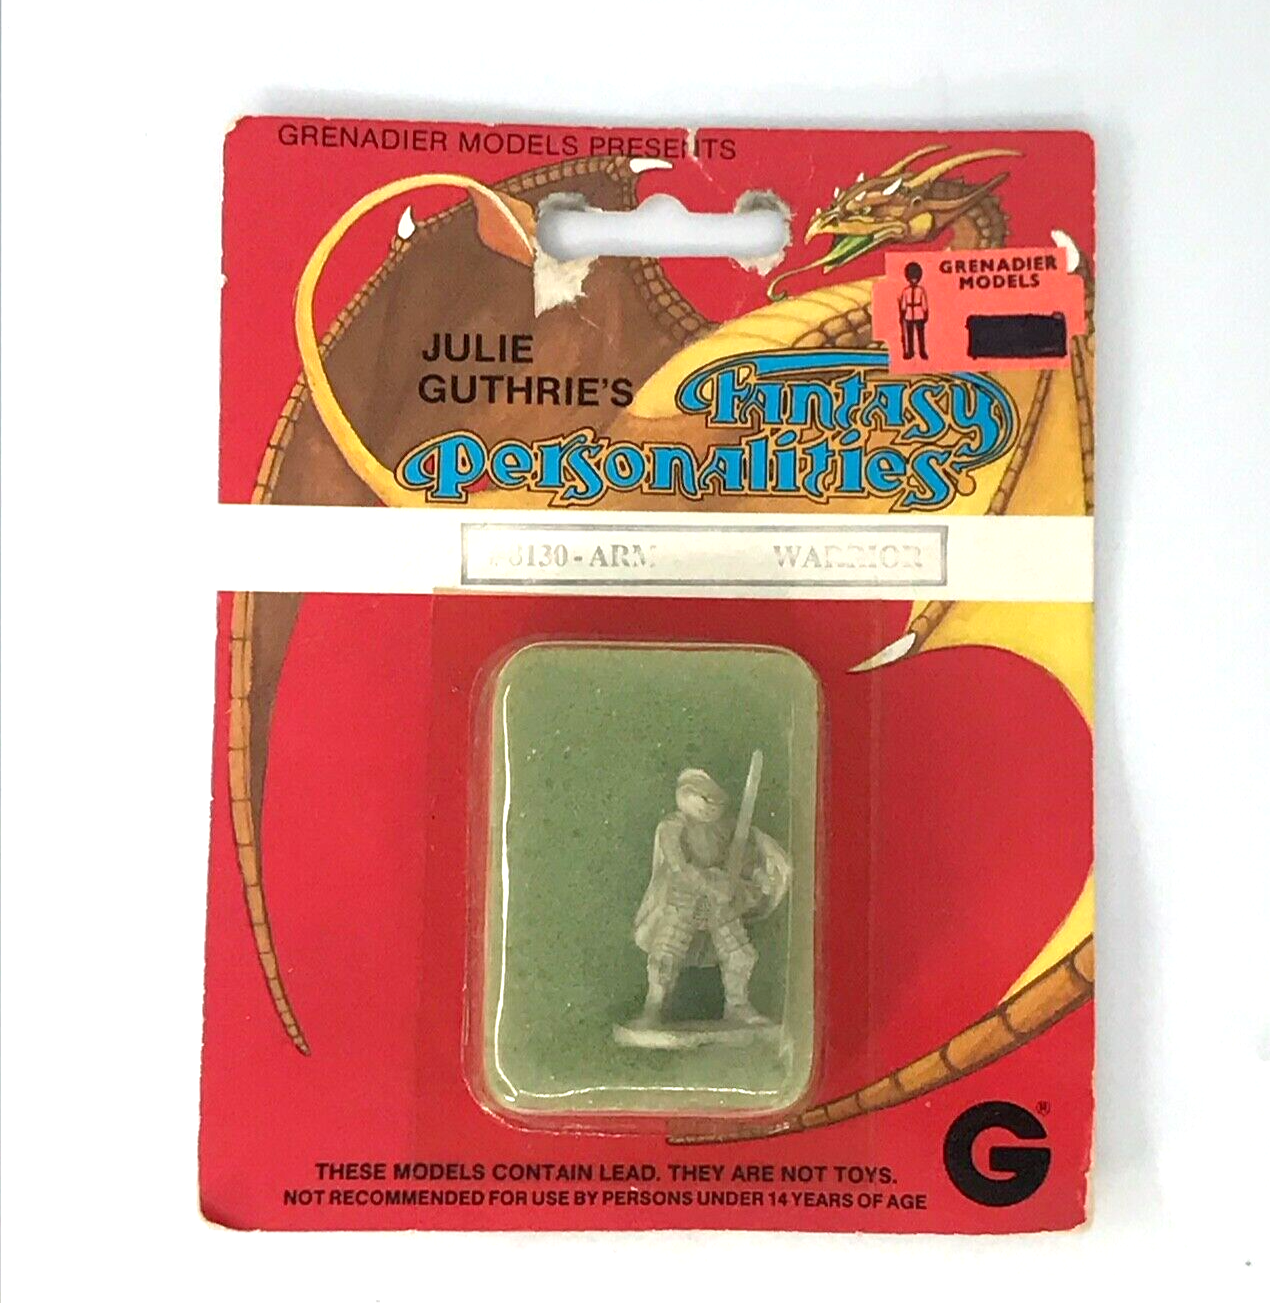 GRENADIER MODELS PRESENTS
GRENADIER
MODELS
JULIE
GUTHRIE'S
Fantasy
Personalities
WARRIOR
THESE MODELS CONTAIN LEAD. THEY ARE NOT TOYS.
NOT RECOMMENDED FOR USE BY PERSONS UNDER 14 YEARS OF AGE
G®